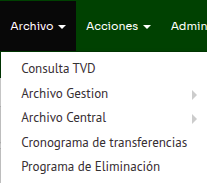 Archivo Acciones Admin
Consulta TVD
Archivo Gestion
Archivo Central
Cronograma de transferencias
Programa de Eliminación